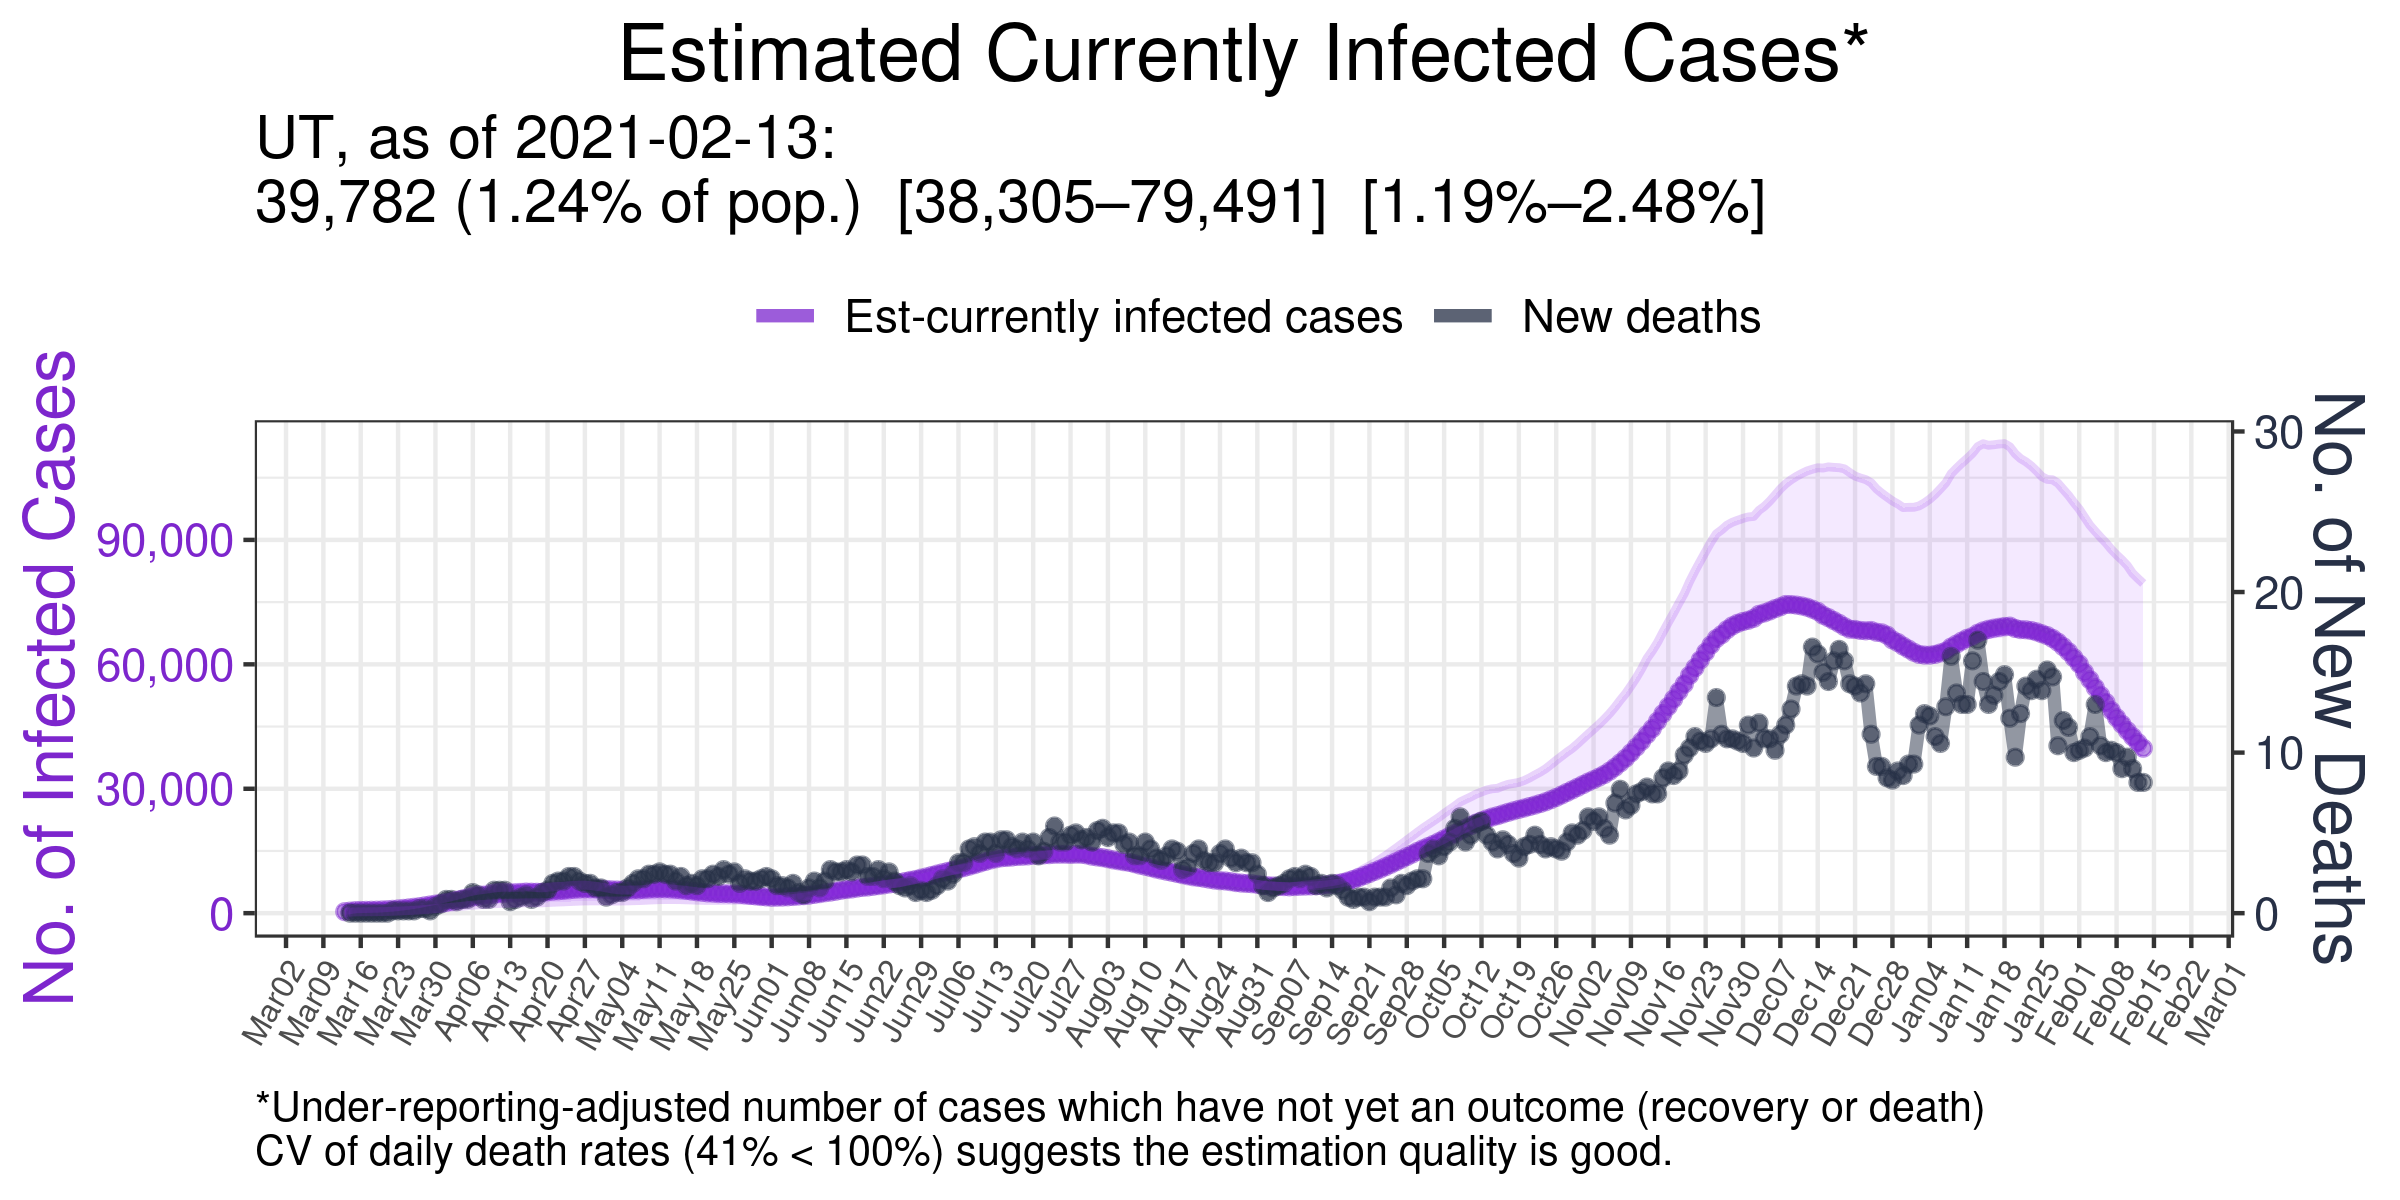 Estimated Currently Infected Cases*
UT, as of 2021-02-13:
39,782 (1.24% of pop.) [38,305–79,491] [1.19%–2.48%]
Est-currently infected cases
New deaths
No. of Infected Cases
90,000
60,000
30,000
0
30
20
10
0
No. of New Deaths
Mar02
Mar09
Mar16
Mar23
Mar30
Apr06
Apr13
Apr20
Apr27
May04
May11
May18
May25
Jun01
Jun08
Jun15
Jun22
Jun29
Jul06
Jul13
Jul20
Jul27
Aug03
Aug10
Aug17
Aug24
Aug31
Sep07
Sep14
Sep21
Sep28
Oct05
Oct12
Oct19
Oct26
Nov02
Nov09
Nov16
Nov23
Nov30
Dec07
Dec14
Dec21
Dec28
Jan04
Jan11
Jan18
Jan25
Feb01
Feb08
Feb15
Feb22
Mar01
*Under-reporting-adjusted number of cases which have not yet an outcome (recovery or death)
CV of daily death rates (41% < 100%) suggests the estimation quality is good.